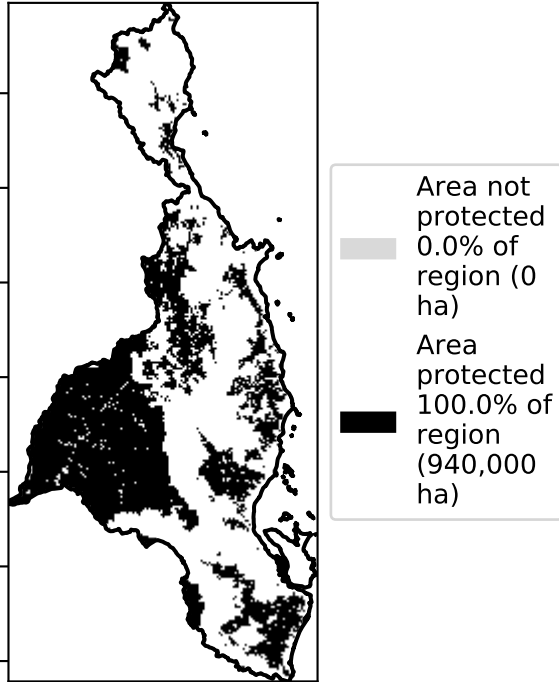 Area not
protected
0.0% of
region (0
ha)
Area
protected
100.0% of
region
(940,000
ha)